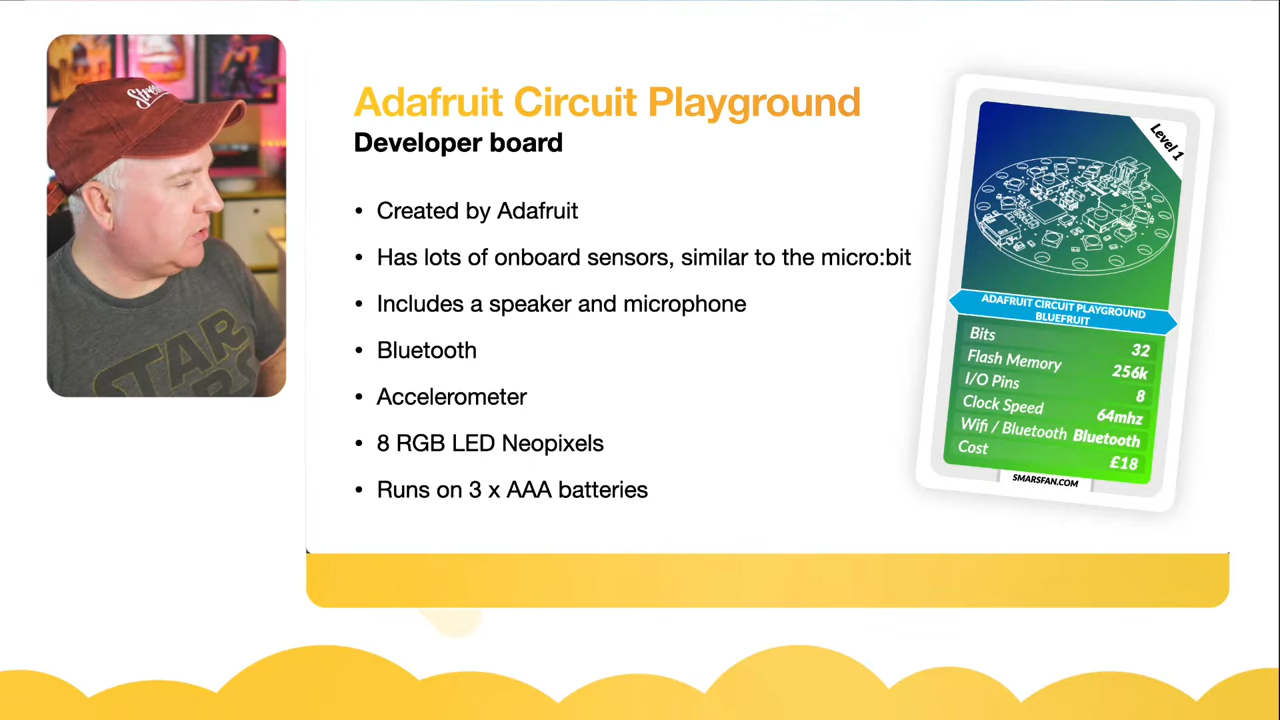 Adafruit Circuit Playground
Developer board
• Created by Adafruit
• Has lots of onboard sensors, similar to the micro:bit
• Includes a speaker and microphone
• Bluetooth
• Accelerometer
• 8 RGB LED Neopixels
• Runs on 3 x AAA batteries
Level 1
ADAFRUIT CIRCUIT PLAYGROUND
BLUEFRUIT
Bits 32
Flash Memory 256k
I/O Pins 8
Clock Speed 64mhz
Wifi / Bluetooth Bluetooth
Cost £18
SMARSFAN.COM
STAR